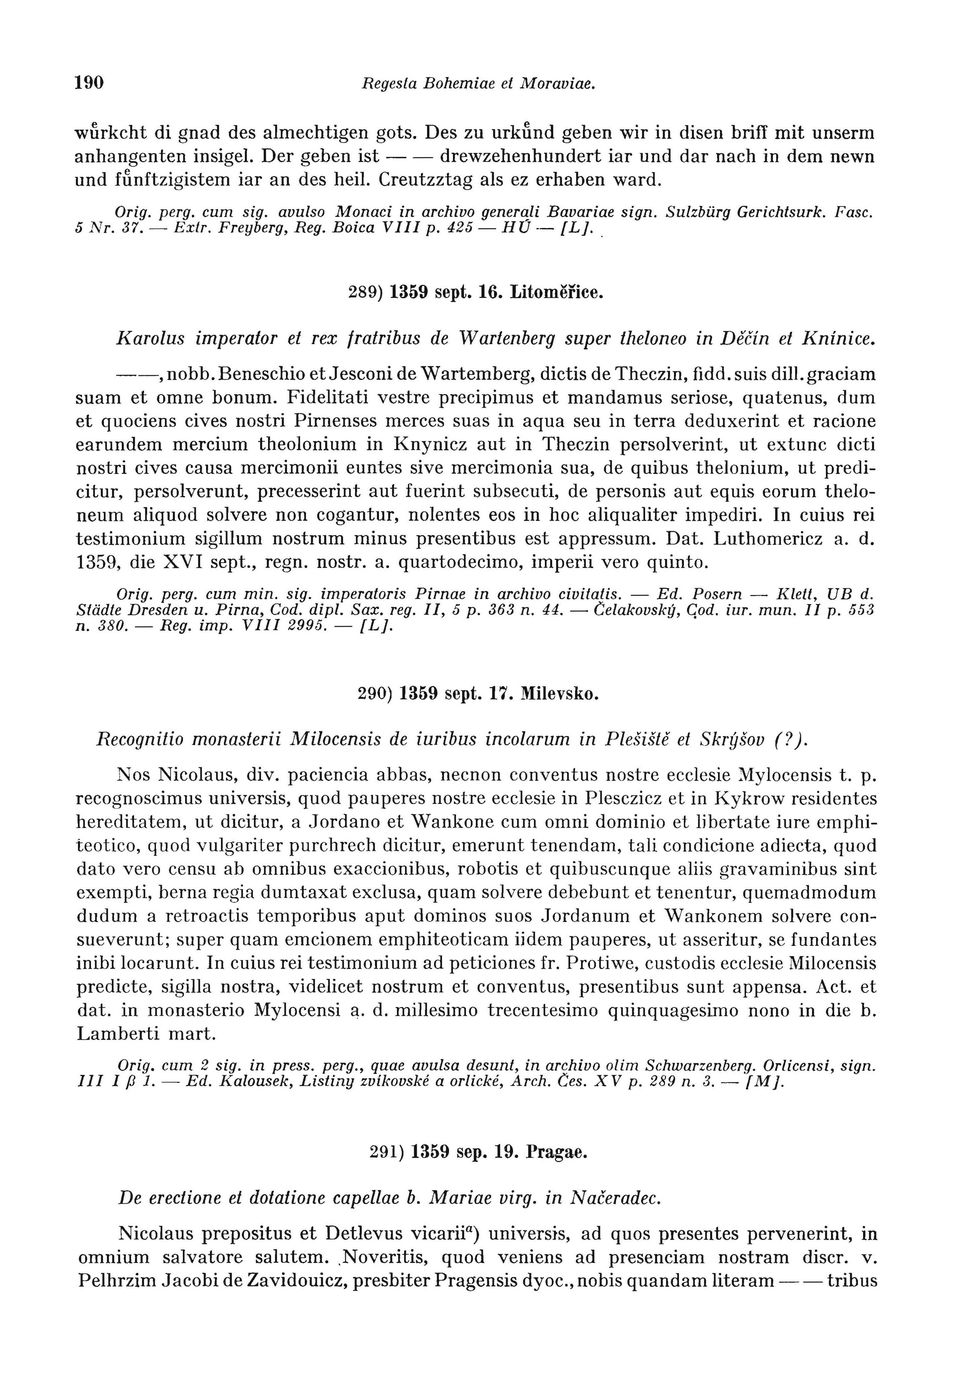 190 Regesta Bohemiae et Moraviae.
wůrkcht di gnad des almechtigen gots. Des zu urkůnd geben wir in disen briff mit unserm
anhangenten insigel. Der geben ist — — drewzehenhundert iar und dar nach in dem newn
und fůnftzigistem iar an des heil. Creutzztag als ez erhaben ward.
Orig. perg. cum sig. avulso Monaci in archivo generali Bavariae sign. Sulzbürg Gerichtsurk. Fasc.
5 Nr. 37. — Extr. Freyberg, Reg. Boica VIII p. 425 — HÚ — [L].
289) 1359 sept. 16. Litoměřice.
Karolus imperator et rex fratribus de Wartenberg super theloneo in Děčín et Knínice.
——, nobb. Beneschio et Jesconi de Wartemberg, dictis de Theczin, fidd. suis dill. graciam
suam et omne bonum. Fidelitati vestre precipimus et mandamus seriose, quatenus, dum
et quociens cives nostri Pirnenses merces suas in aqua seu in terra deduxerint et racione
earundem mercium theolonium in Knynicz aut in Theczin persolverint, ut extunc dicti
nostri cives causa mercimonii euntes sive mercimonia sua, de quibus thelonium, ut predi-
citur, persolverunt, precesserint aut fuerint subsecuti, de personis aut equis eorum thelo-
neum aliquod solvere non cogantur, nolentes eos in hoc aliqualiter impediri. In cuius rei
testimonium sigillum nostrum minus presentibus est appressum. Dat. Luthomericz a. d.
1359, die XVI sept., regn. nostr. a. quartodecimo, imperii vero quinto.
Orig. perg. cum min. sig. imperatoris Pirnae in archivo civitatis. — Ed. Posern — Klett, UB d.
Städte Dresden u. Pirna, Cod. dipl. Sax. reg. II, 5 p. 363 n. 44. — Čelakovský, Cod. iur. mun. II p. 553
n. 380. — Reg. imp. VIII 2995. — [L].
290) 1359 sept. 17. Milevsko.
Recognitio monasterii Milocensis de iuribus incolarum in Plešiště et Skrýšov (?).
Nos Nicolaus, div. paciencia abbas, necnon conventus nostre ecclesie Mylocensis t. p.
recognoscimus universis, quod pauperes nostre ecclesie in Plesczicz et in Kykrow residentes
hereditatem, ut dicitur, a Jordano et Wankone cum omni dominio et libertate iure emphi-
teotico, quod vulgariter purchrech dicitur, emerunt tenendam, tali condicione adiecta, quod
dato vero censu ab omnibus exaccionibus, robotis et quibuscunque aliis gravaminibus sint
exempti, berna regia dumtaxat exclusa, quam solvere debebunt et tenentur, quemadmodum
dudum a retroactis temporibus aput dominos suos Jordanum et Wankonem solvere con-
sueverunt; super quam emcionem emphiteoticam iidem pauperes, ut asseritur, se fundantes
inibi locarunt. In cuius rei testimonium ad peticiones fr. Protiwe, custodis ecclesie Milocensis
predicte, sigilla nostra, videlicet nostrum et conventus, presentibus sunt appensa. Act. et
dat. in monasterio Mylocensi a. d. millesimo trecentesimo quinquagesimo nono in die b.
Lamberti mart.
Orig. cum 2 sig. in press. perg., quae avulsa desunt, in archivo olim Schwarzenberg. Orlicensi, sign.
III I β 1. — Ed. Kalousek, Listiny zvíkovské a orlické, Arch. Čes. XV p. 289 n. 3. — [M].
291) 1359 sep. 19. Pragae.
De erectione et dotatione capellae b. Mariae virg. in Načeradec.
Nicolaus prepositus et Detlevus vicariiᵃ) universis, ad quos presentes pervenerint, in
omnium salvatore salutem. Noveritis, quod veniens ad presenciam nostram discr. v.
Pelhrzim Jacobi de Zavidouicz, presbiter Pragensis dyoc., nobis quandam literam — — tribus